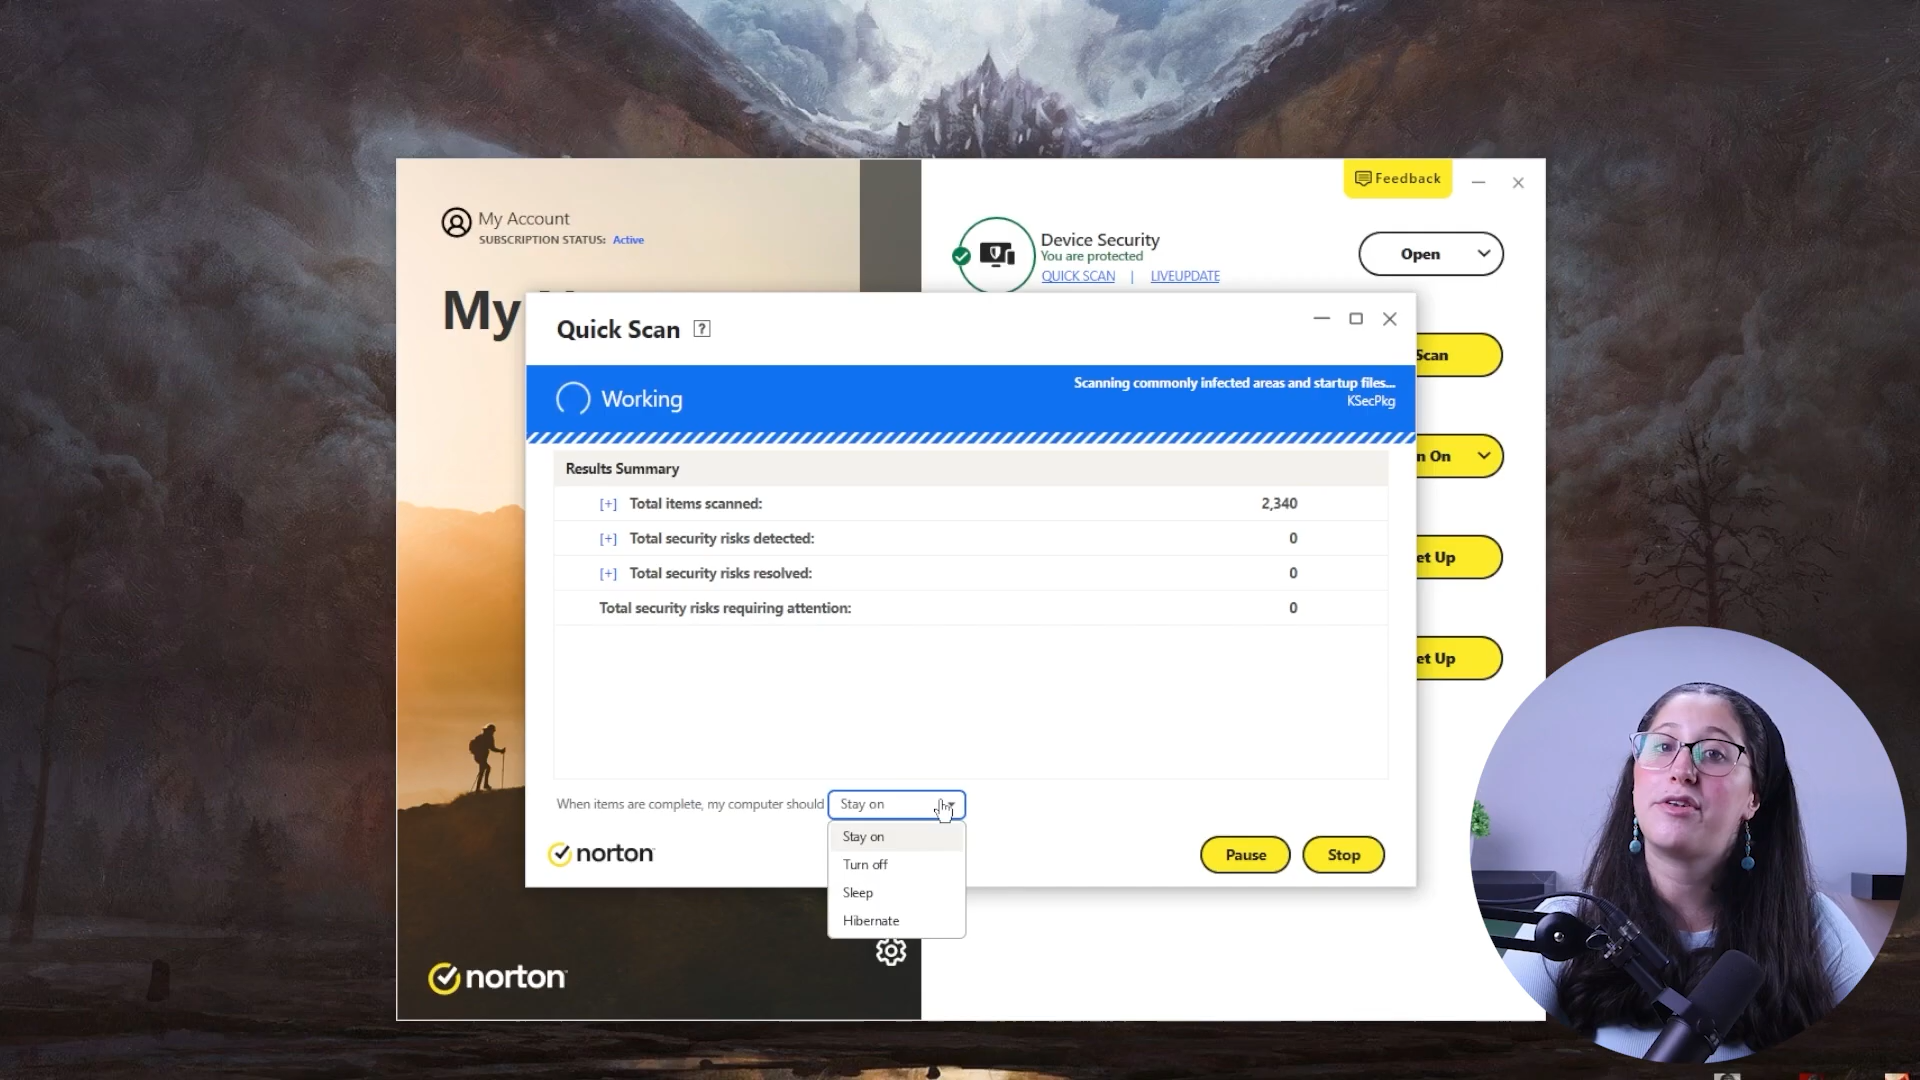 Feedback
My Account
SUBSCRIPTION STATUS: Active
My
Device Security
You are protected
QUICK SCAN | LIVEUPDATE
Open
Quick Scan [?]
Scan
Working
Scanning commonly infected areas and startup files...
KSecPkg
n On
Results Summary
[+] Total items scanned: 2,340
[+] Total security risks detected: 0
[+] Total security risks resolved: 0
Total security risks requiring attention: 0
et Up
et Up
When items are complete, my computer should Stay on
Stay on
Turn off
Sleep
Hibernate
norton
Pause
Stop
norton